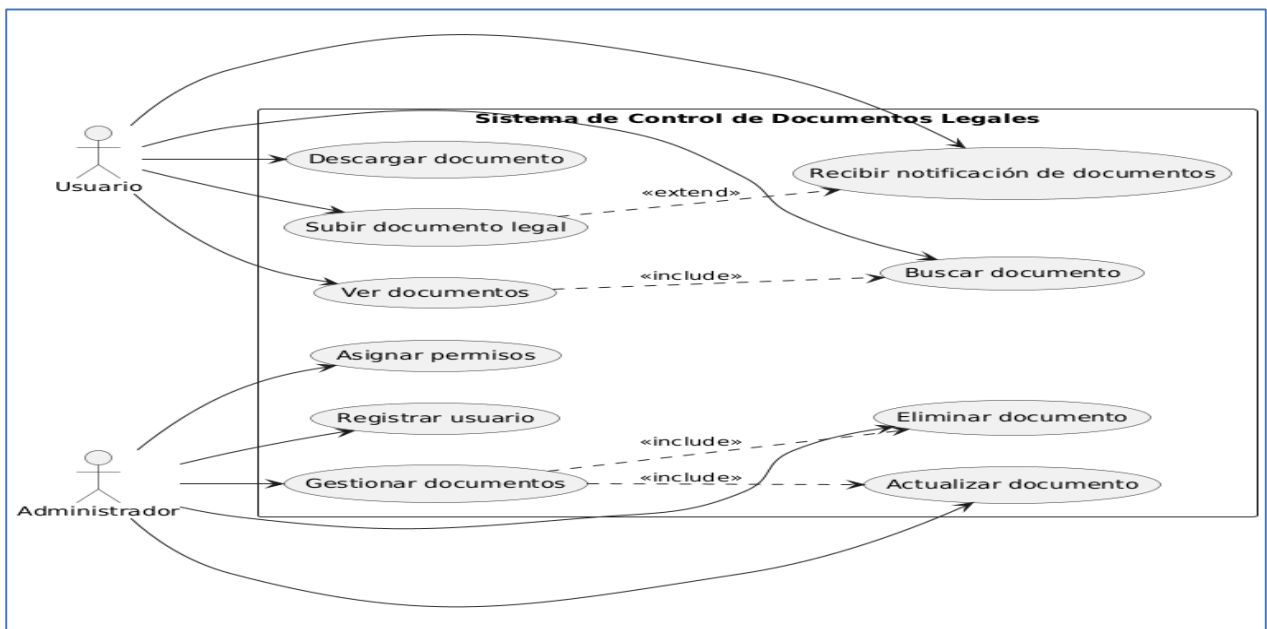 Sistema de Control de Documentos Legales
Usuario
Descargar documento
Recibir notificación de documentos
«extend»
Subir documento legal
«include»
Buscar documento
Ver documentos
Asignar permisos
Registrar usuario
Eliminar documento
«include»
«include»
Gestionar documentos
Actualizar documento
Administrador